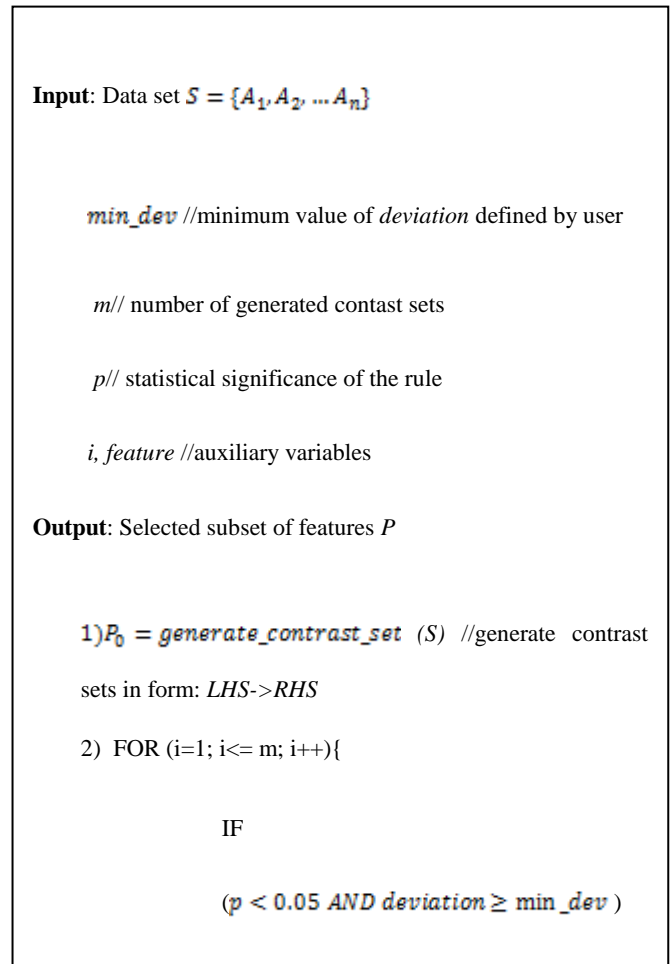 Input: Data set S = {A₁, A₂, ... Aₙ}
min_dev //minimum value of deviation defined by user
m// number of generated contast sets
p// statistical significance of the rule
i, feature //auxiliary variables
Output: Selected subset of features P
1)P₀ = generate_contrast_set (S) //generate contrast
sets in form: LHS->RHS
2) FOR (i=1; i<= m; i++){
IF
(p < 0.05 AND deviation ≥ min _dev )